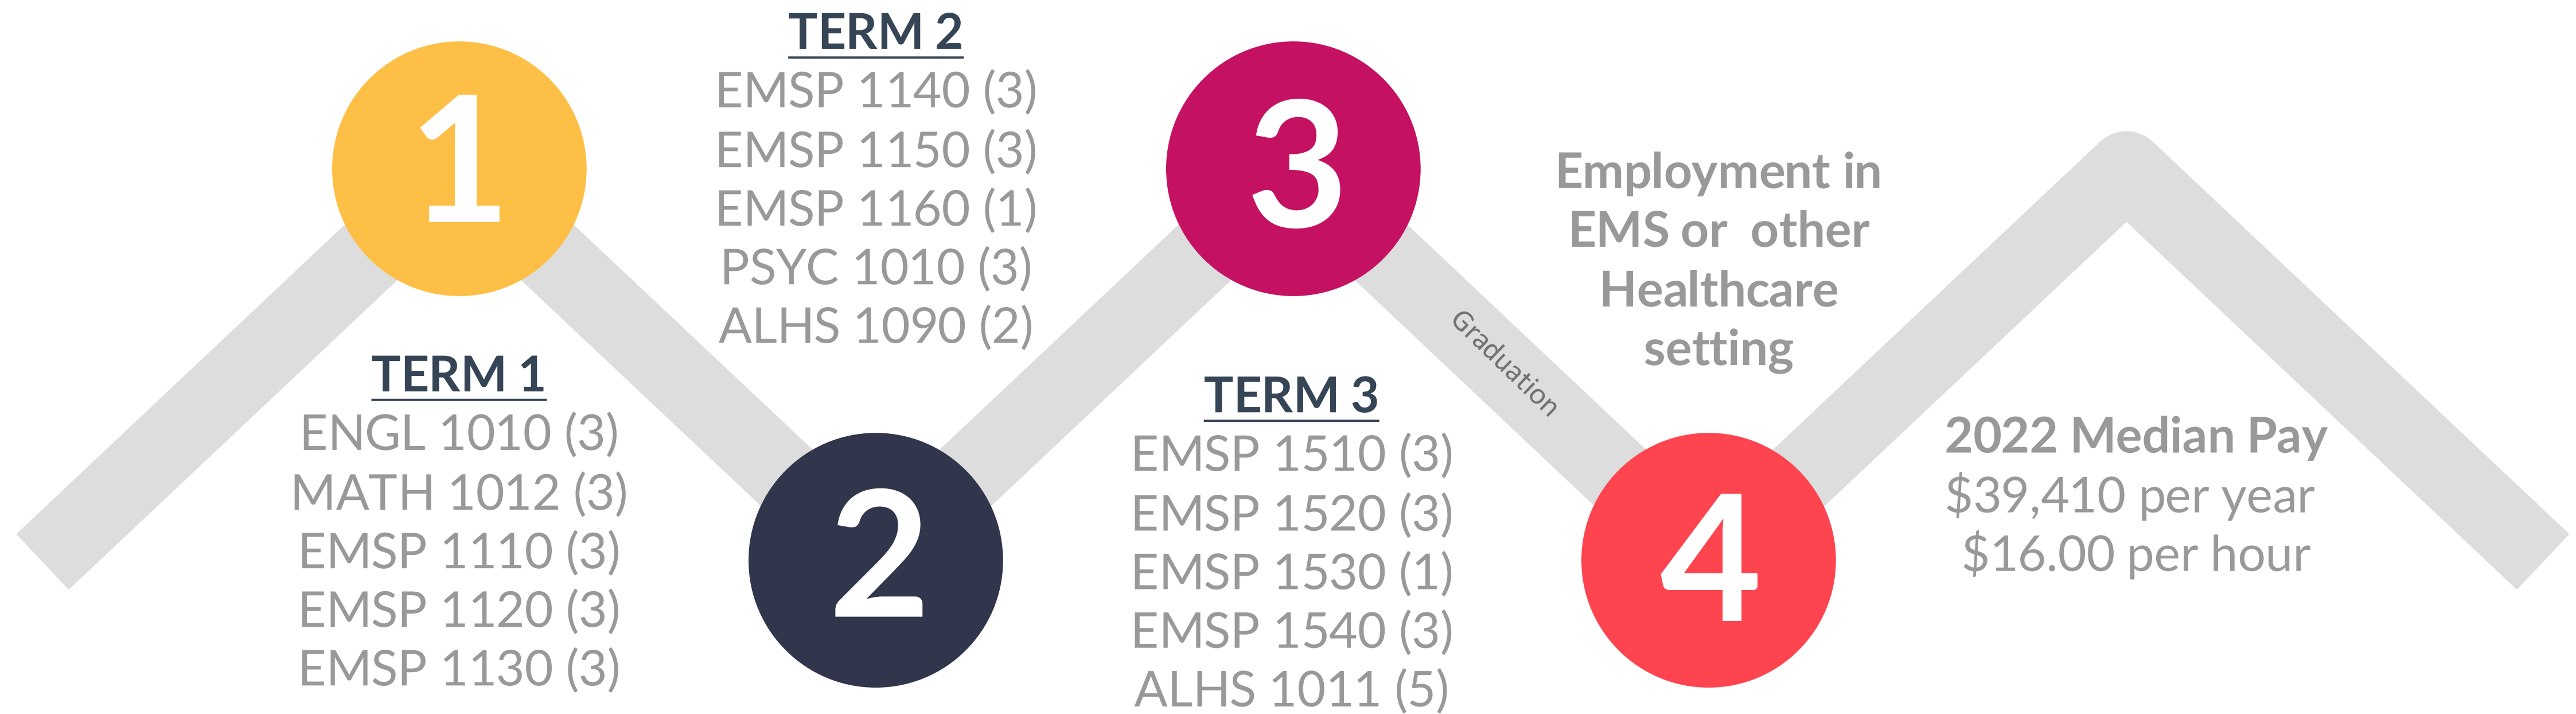 1
TERM 1
ENGL 1010 (3)
MATH 1012 (3)
EMSP 1110 (3)
EMSP 1120 (3)
EMSP 1130 (3)
TERM 2
EMSP 1140 (3)
EMSP 1150 (3)
EMSP 1160 (1)
PSYC 1010 (3)
ALHS 1090 (2)
2
3
TERM 3
EMSP 1510 (3)
EMSP 1520 (3)
EMSP 1530 (1)
EMSP 1540 (3)
ALHS 1011 (5)
Graduation
Employment in
EMS or  other
Healthcare
setting
4
2022 Median Pay
$39,410 per year
$16.00 per hour